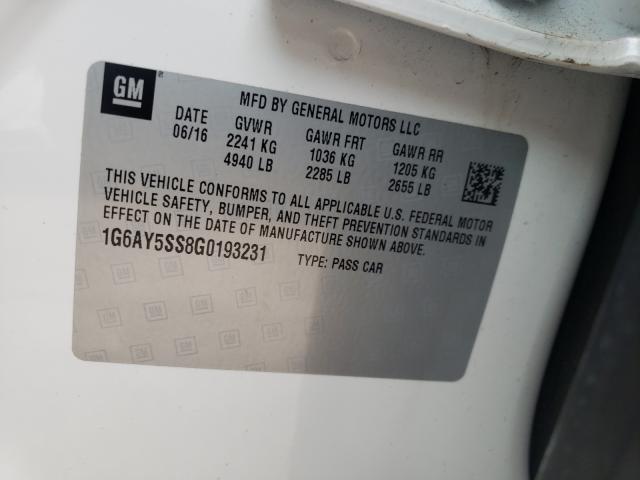 GM
MFD BY GENERAL MOTORS LLC
DATE GVWR GAWR FRT GAWR RR
06/16 2241 KG 1036 KG 1205 KG
4940 LB 2285 LB 2655 LB
THIS VEHICLE CONFORMS TO ALL APPLICABLE U.S. FEDERAL MOTOR
VEHICLE SAFETY, BUMPER, AND THEFT PREVENTION STANDARDS IN
EFFECT ON THE DATE OF MANUFACTURE SHOWN ABOVE.
1G6AY5SS8G0193231 TYPE: PASS CAR